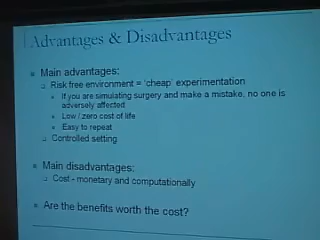 Advantages & Disadvantages
Main advantages:
Risk free environment = 'cheap' experimentation
If you are simulating surgery and make a mistake, no one is
adversely affected
Low / zero cost of life
Easy to repeat
Controlled setting
Main disadvantages:
Cost - monetary and computationally
Are the benefits worth the cost?